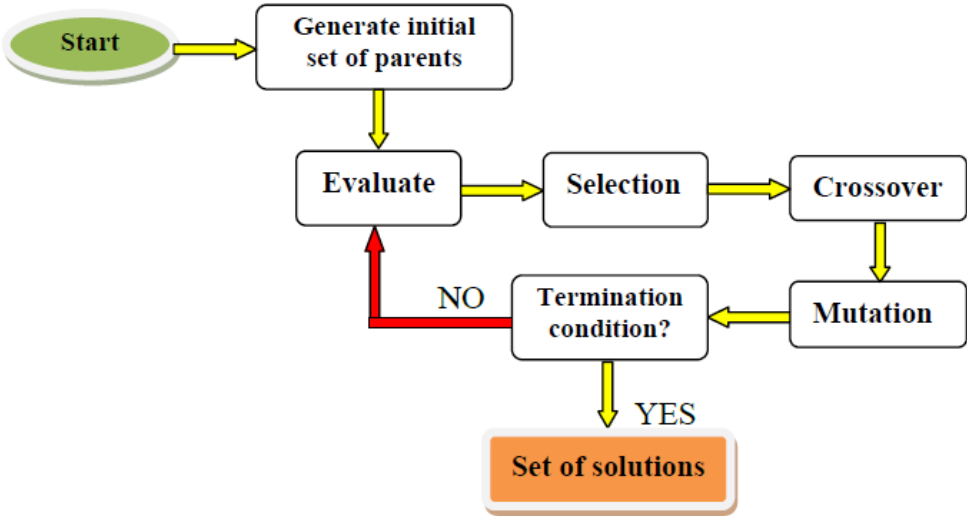 Start
Generate initial
set of parents
Evaluate
Selection
Crossover
Mutation
Termination
condition?
NO
YES
Set of solutions